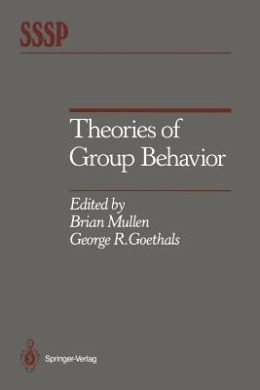 SSSP
Theories of
Group Behavior
Edited by
Brian Mullen
George R.Goethals
Springer-Verlag